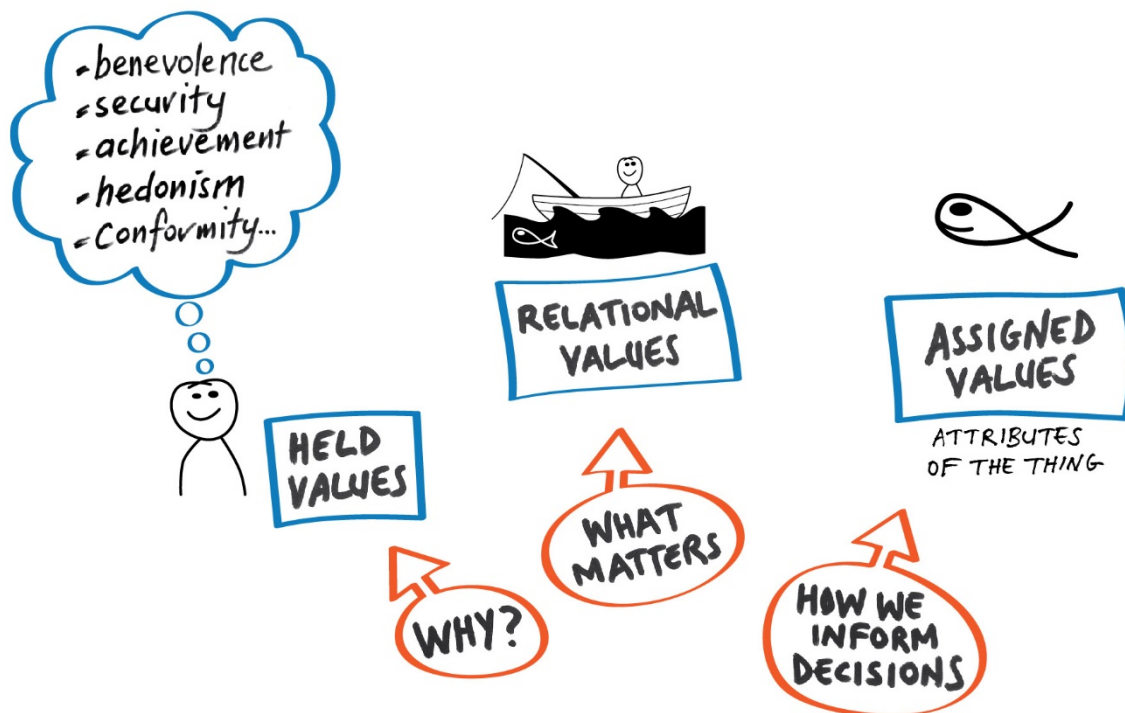 - benevolence
- security
- achievement
- hedonism
- conformity...
HELD
VALUES
RELATIONAL
VALUES
ASSIGNED
VALUES
ATTRIBUTES
OF THE THING
WHY?
WHAT
MATTERS
HOW WE
INFORM
DECISIONS